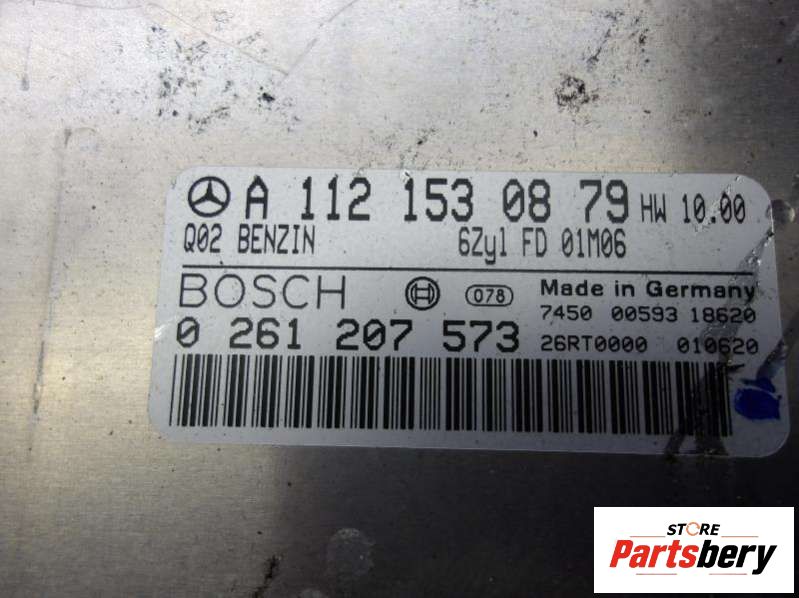 A 112 153 08 79 HW 10.00
Q02 BENZIN 6Zyl FD 01M06
BOSCH 078 Made in Germany
7450 00593 18620
0 261 207 573 26RT0000 010620
STORE
Partsbery